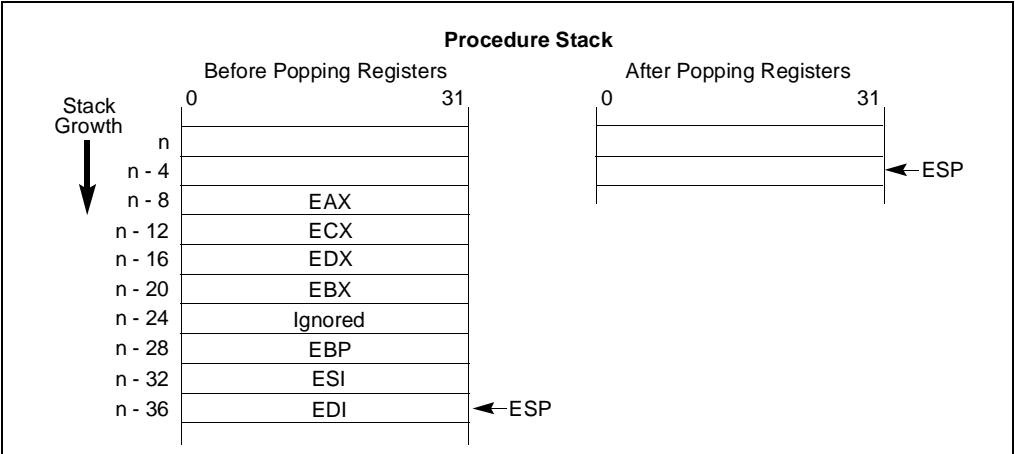 Procedure Stack
Before Popping Registers After Popping Registers
0 31 0 31
Stack
Growth
n
n - 4 ESP
n - 8 EAX
n - 12 ECX
n - 16 EDX
n - 20 EBX
n - 24 Ignored
n - 28 EBP
n - 32 ESI
n - 36 EDI ESP